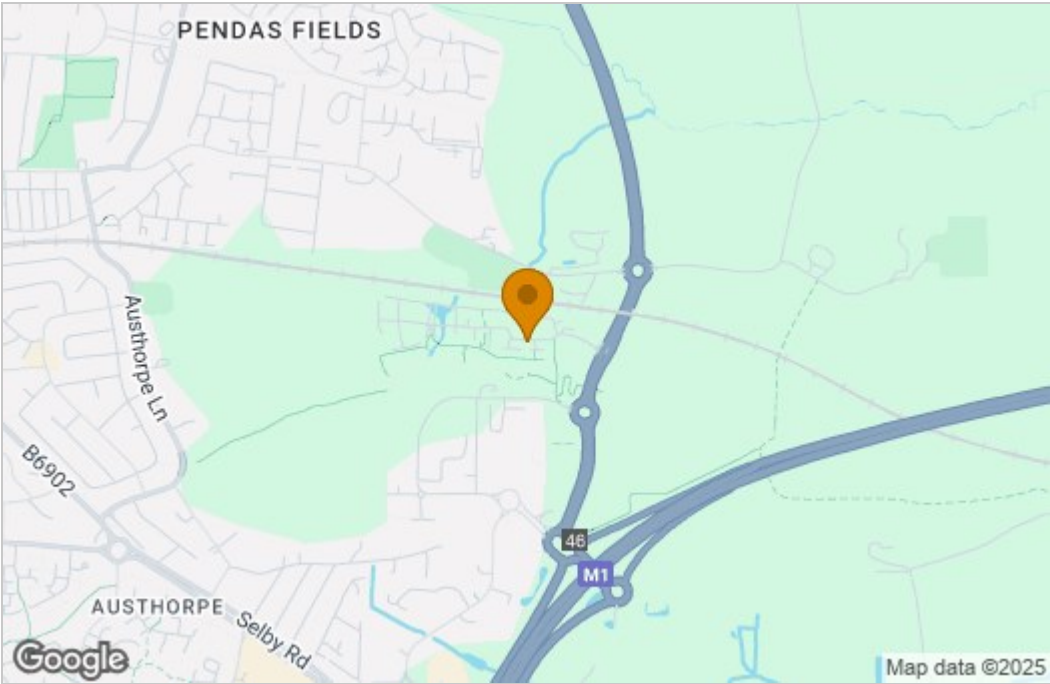 PENDAS FIELDS
Austhorpe Ln
B6902
46
M1
AUSTHORPE
Selby Rd
Google
Map data ©2025